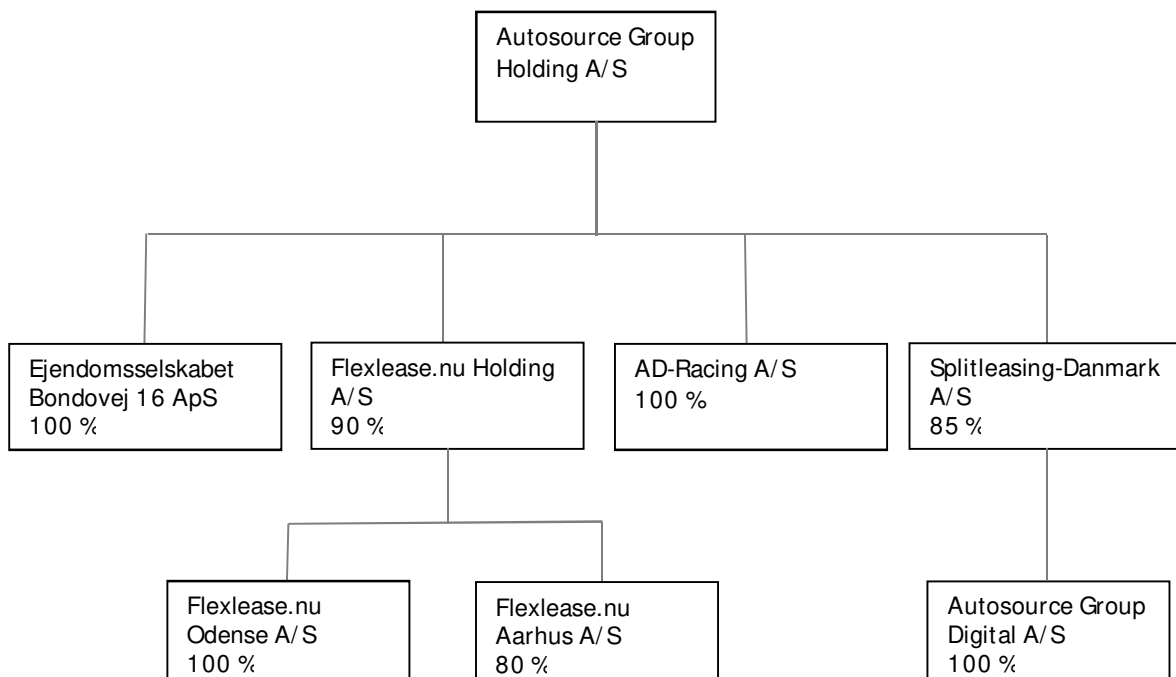 Autosource Group
Holding A/S
Ejendomsselskabet
Bondovej 16 ApS
100 %
Flexlease.nu Holding
A/S
90 %
AD-Racing A/S
100 %
Splitleasing-Danmark
A/S
85 %
Flexlease.nu
Odense A/S
100 %
Flexlease.nu
Aarhus A/S
80 %
Autosource Group
Digital A/S
100 %